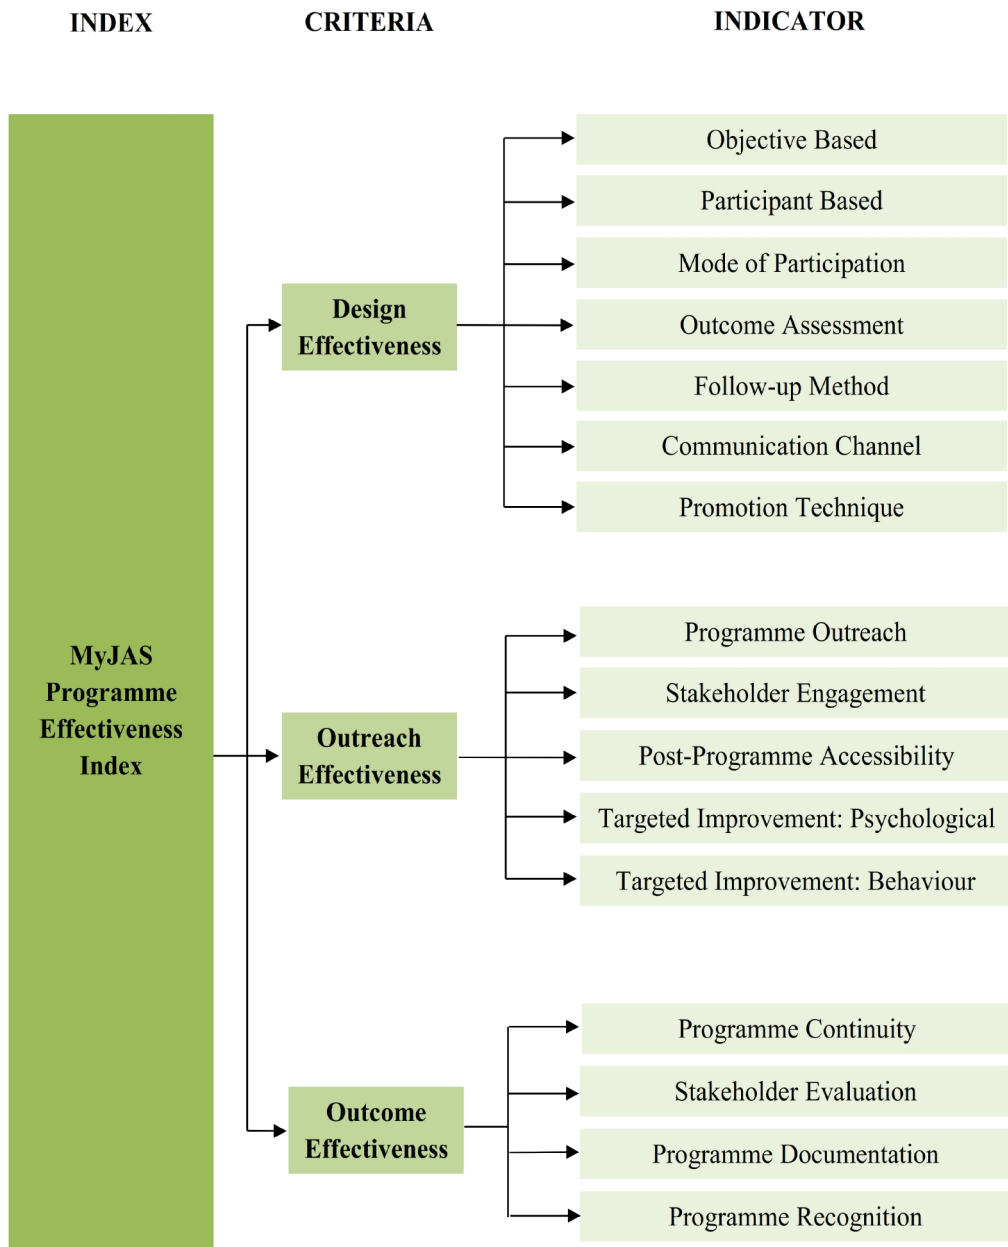 INDEX
CRITERIA
INDICATOR
MyJAS
Programme
Effectiveness
Index
Design
Effectiveness
Objective Based
Participant Based
Mode of Participation
Outcome Assessment
Follow-up Method
Communication Channel
Promotion Technique
Outreach
Effectiveness
Programme Outreach
Stakeholder Engagement
Post-Programme Accessibility
Targeted Improvement: Psychological
Targeted Improvement: Behaviour
Outcome
Effectiveness
Programme Continuity
Stakeholder Evaluation
Programme Documentation
Programme Recognition